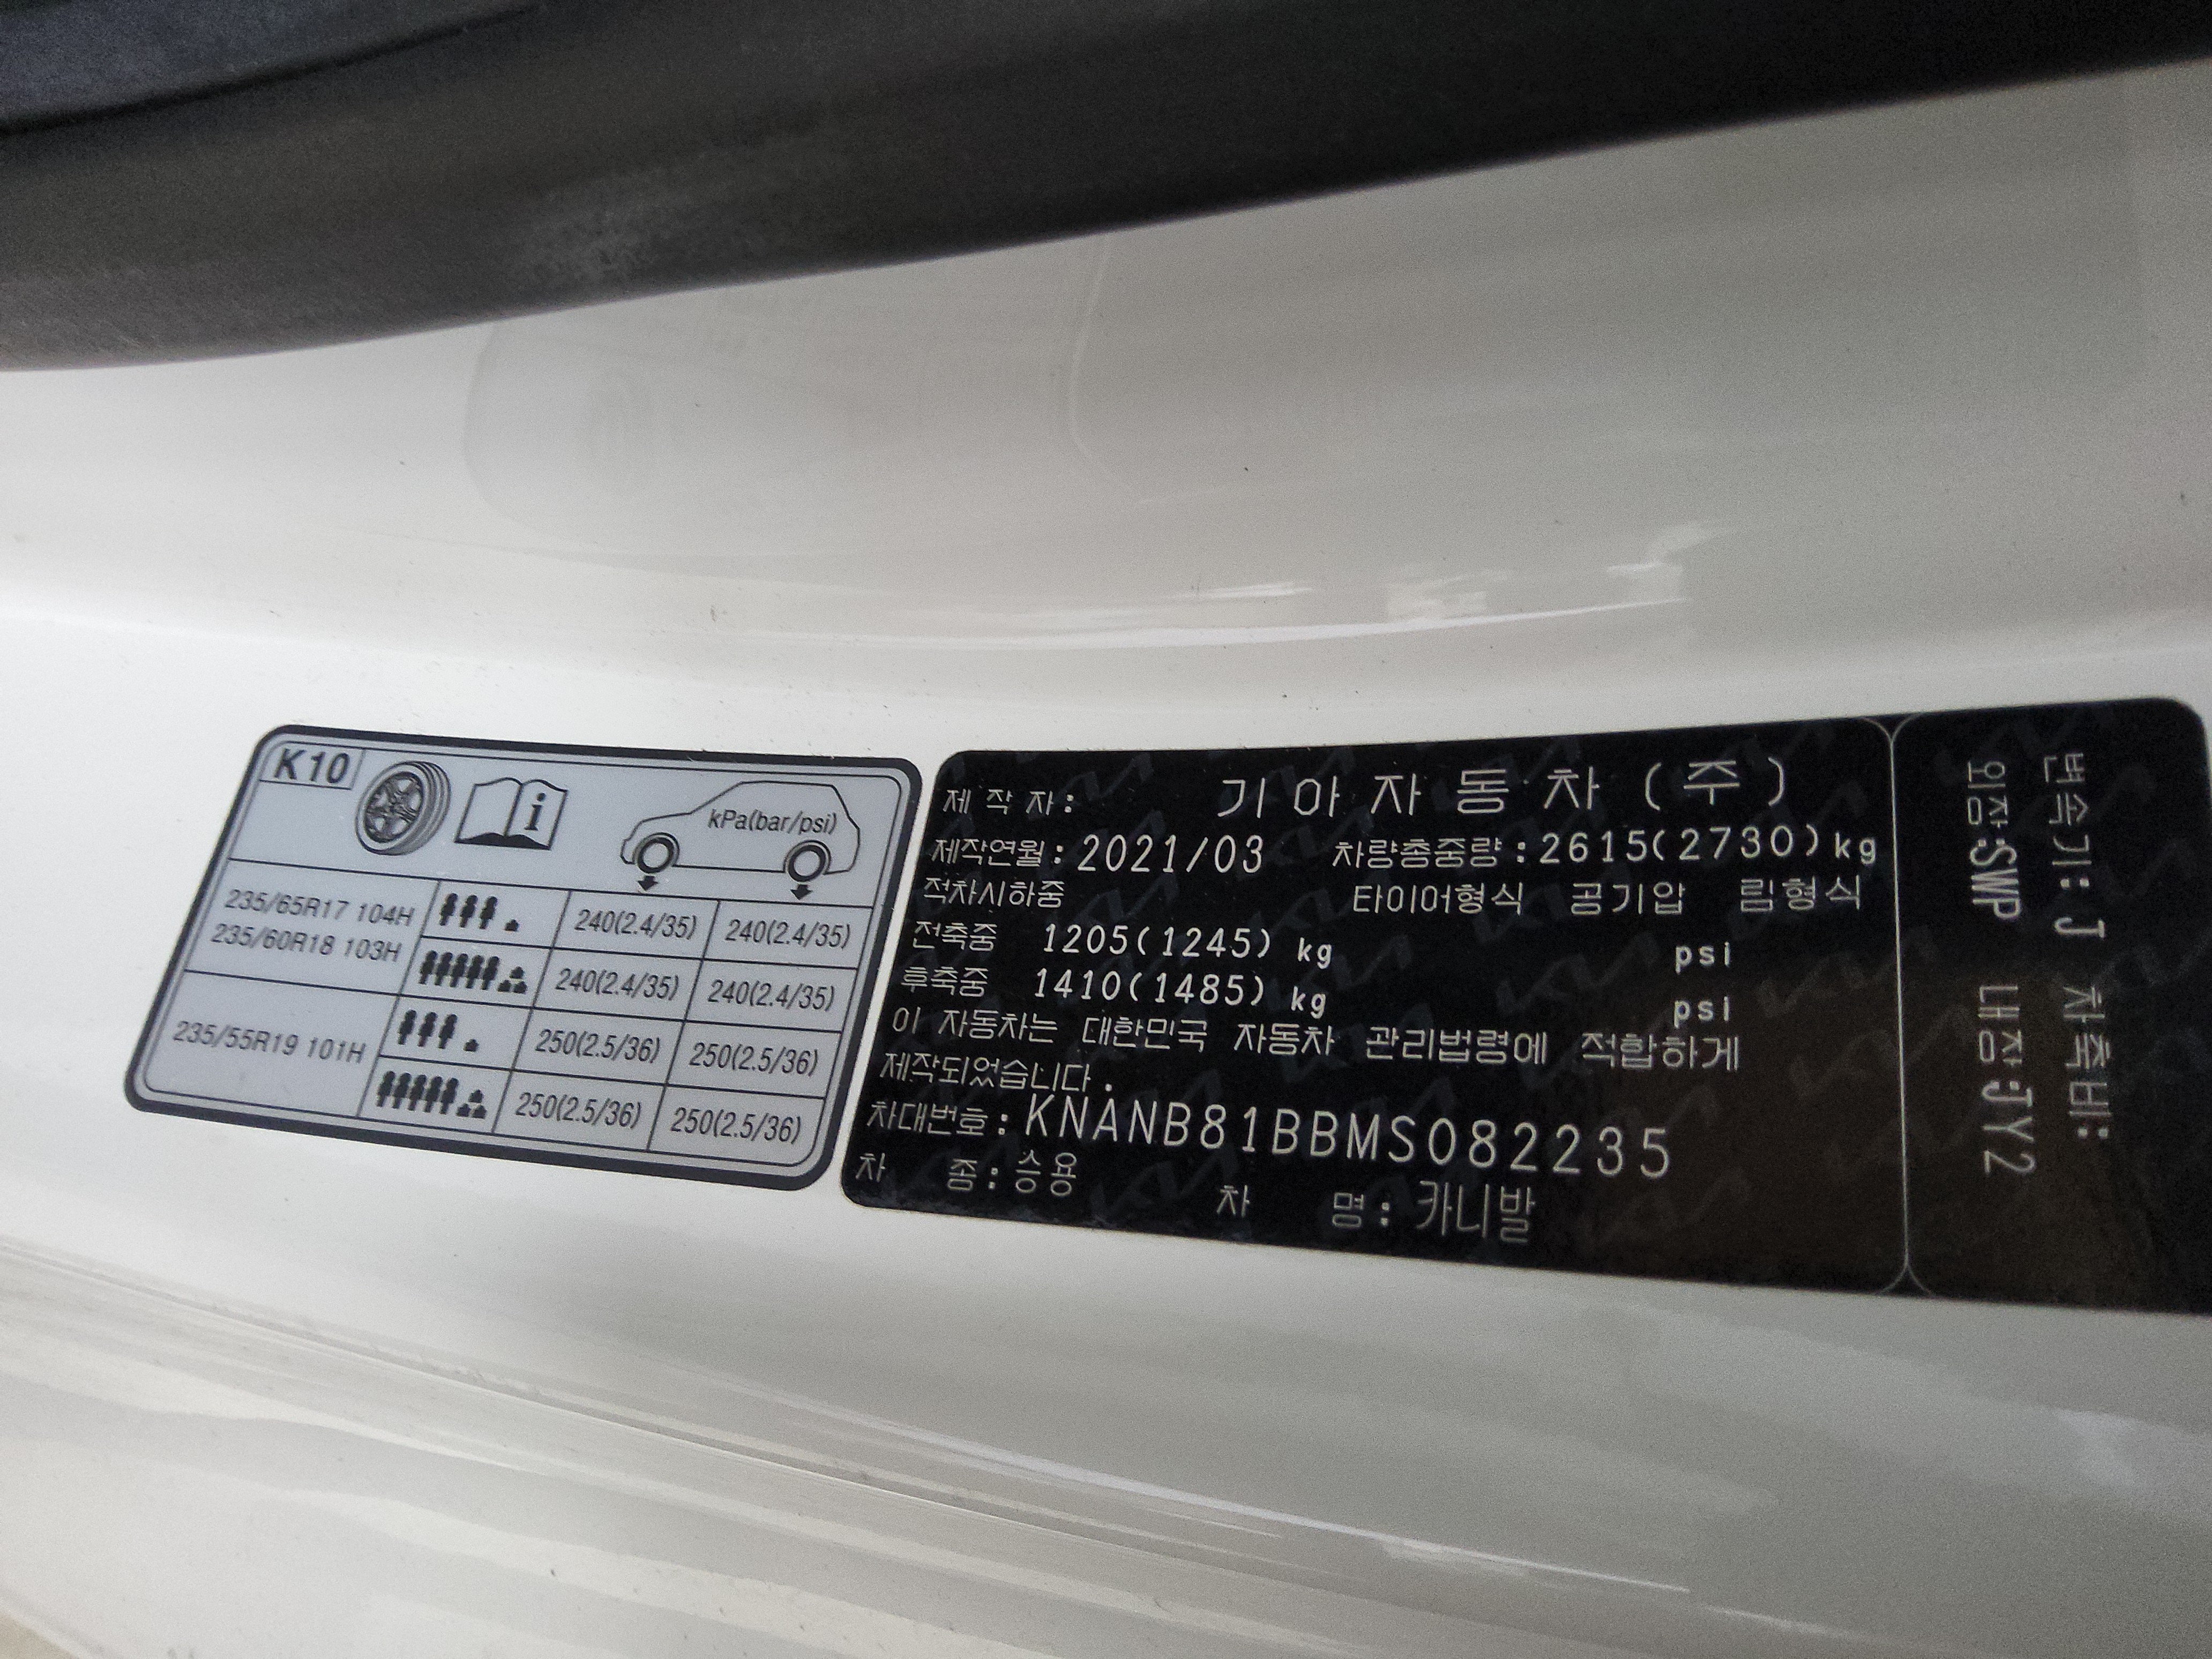 K10
kPa(bar/psi)
235/65R17 104H
235/60R18 103H
240(2.4/35) 240(2.4/35)
240(2.4/35) 240(2.4/35)
235/55R19 101H
250(2.5/36) 250(2.5/36)
250(2.5/36) 250(2.5/36)
제 작 자: 기아자동차(주)
제작연월:2021/03 차량총중량:2615(2730)kg
적차시하중 타이어형식 공기압 림형식
전축중 1205(1245) kg psi
후축중 1410(1485) kg psi
이 자동차는 대한민국 자동차 관리법령에 적합하게
제작되었습니다.
차대번호:KNANB81BBMS082235
차 종:승용 차 명:카니발
변속기:J 차축비:
외장:SWP 내장:JY2